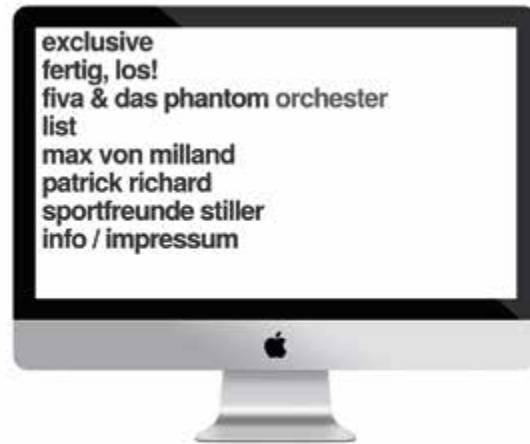 exclusive
fertig, los!
fiva & das phantom orchester
list
max von milland
patrick richard
sportfreunde stiller
info / impressum